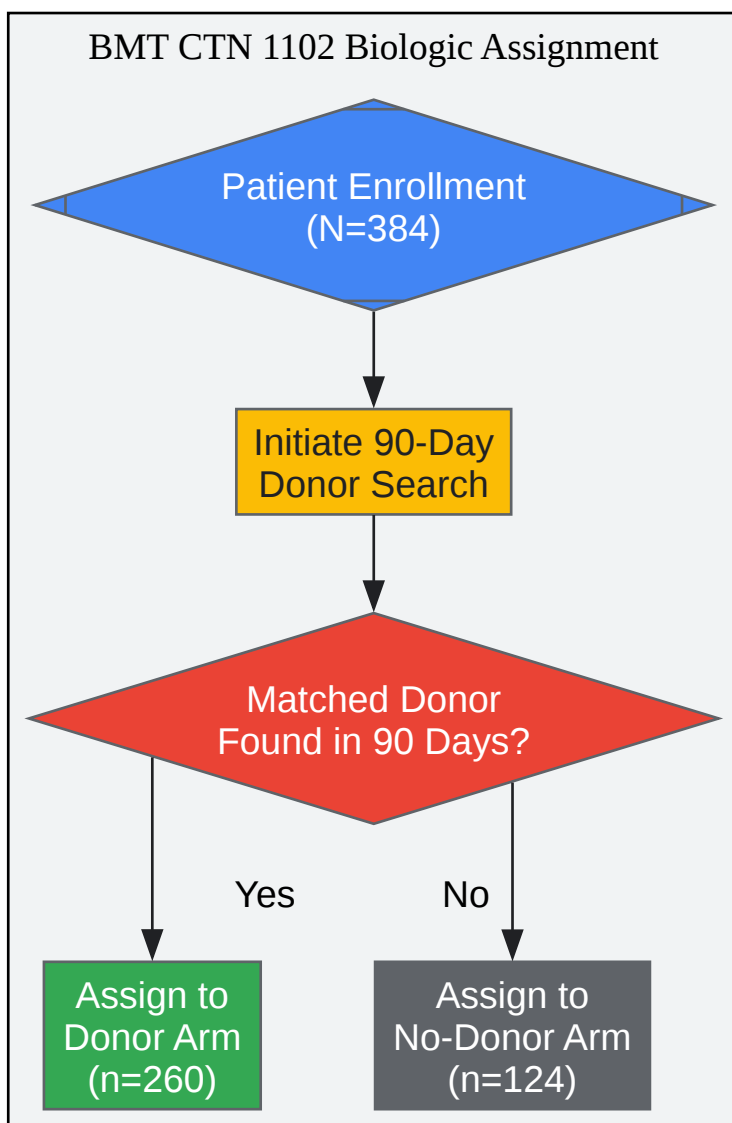 BMT CTN 1102 Biologic Assignment
Patient Enrollment
(N=384)
Initiate 90-Day
Donor Search
Matched Donor
Found in 90 Days?
Yes
No
Assign to
Donor Arm
(n=260)
Assign to
No-Donor Arm
(n=124)